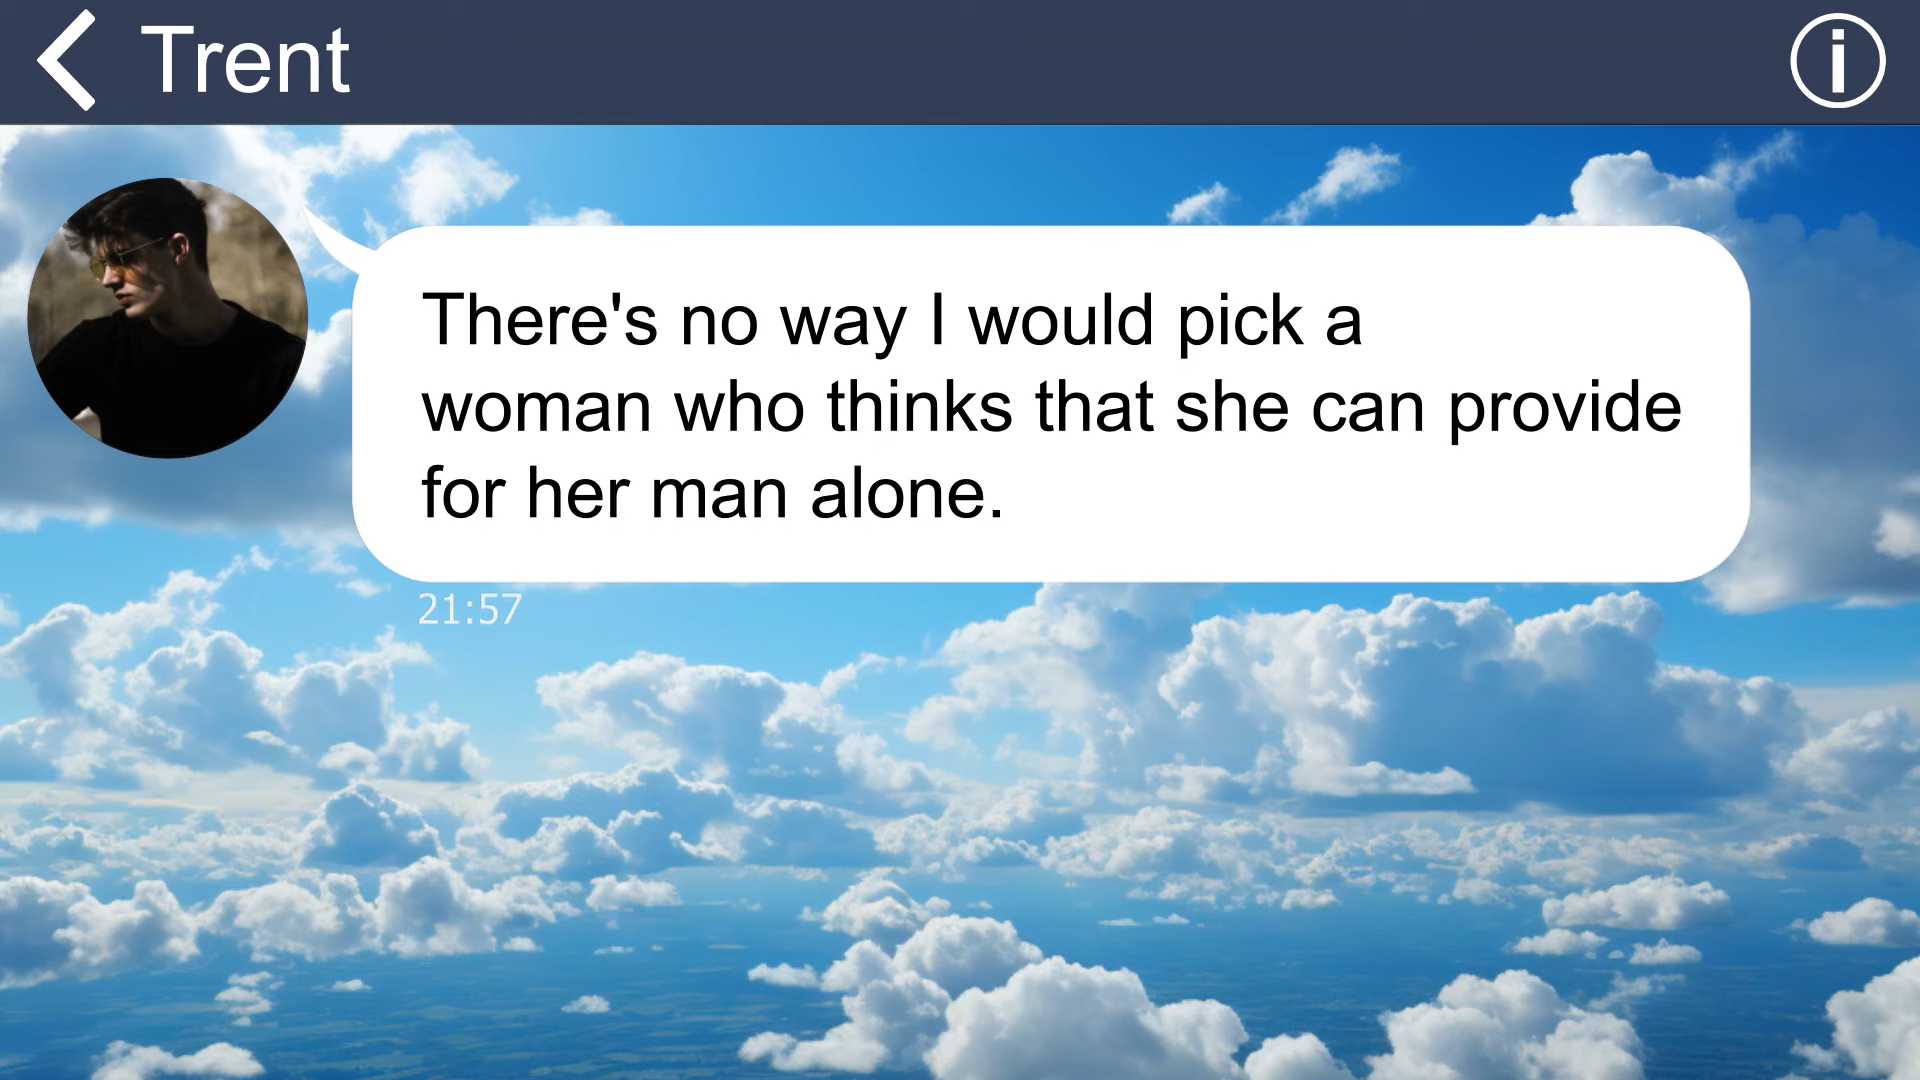 Trent
There's no way I would pick a
woman who thinks that she can provide
for her man alone.
21:57